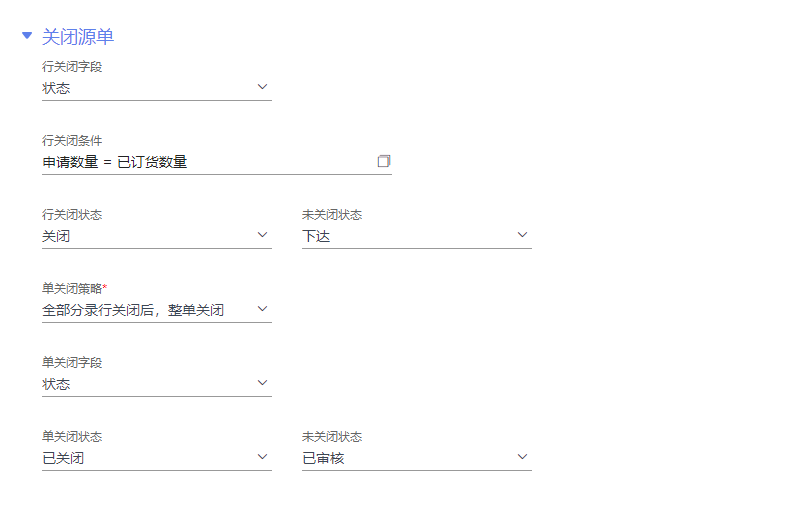 关闭源单
行关闭字段
状态
行关闭条件
申请数量 = 已订货数量
行关闭状态 未关闭状态
关闭 下达
单关闭策略*
全部分录行关闭后，整单关闭
单关闭字段
状态
单关闭状态 未关闭状态
已关闭 已审核